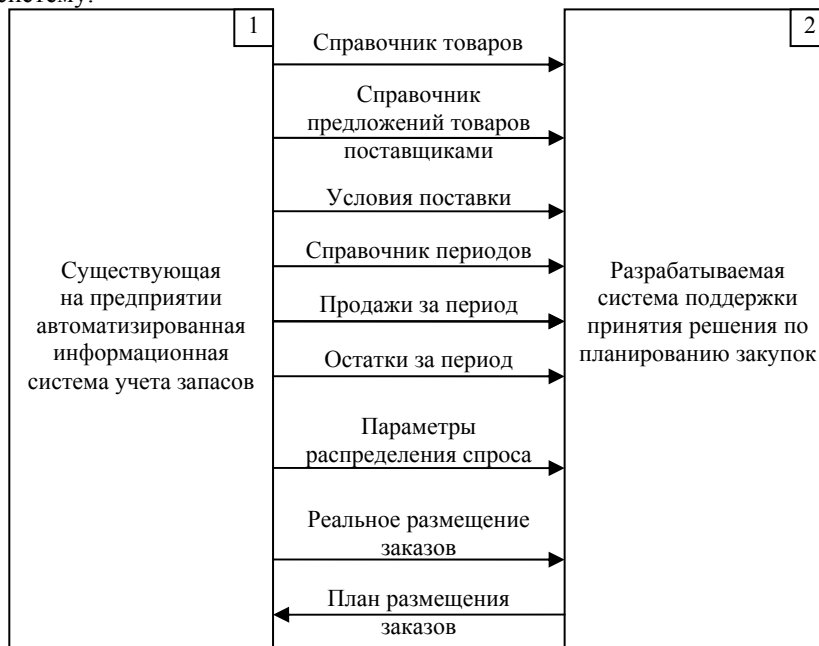 систему.
1
Существующая
на предприятии
автоматизированная
информационная
система учета запасов
Справочник товаров
Справочник
предложений товаров
поставщиками
Условия поставки
Справочник периодов
Продажи за период
Остатки за период
Параметры
распределения спроса
Реальное размещение
заказов
План размещения
заказов
2
Разрабатываемая
система поддержки
принятия решения по
планированию закупок